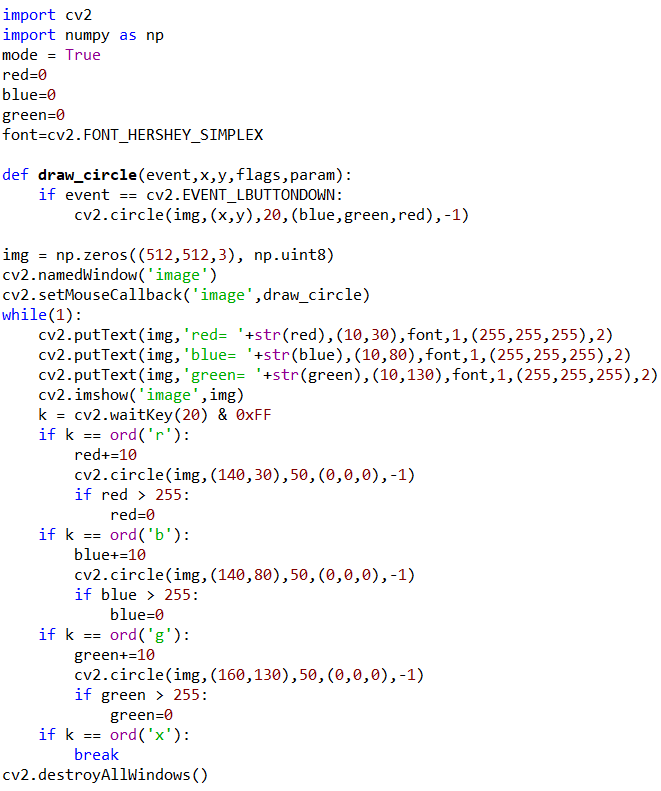 import cv2
import numpy as np
mode = True
red=0
blue=0
green=0
font=cv2.FONT_HERSHEY_SIMPLEX

def draw_circle(event,x,y,flags,param):
    if event == cv2.EVENT_LBUTTONDOWN:
        cv2.circle(img,(x,y),20,(blue,green,red),-1)

img = np.zeros((512,512,3), np.uint8)
cv2.namedWindow('image')
cv2.setMouseCallback('image',draw_circle)
while(1):
    cv2.putText(img,'red= '+str(red),(10,30),font,1,(255,255,255),2)
    cv2.putText(img,'blue= '+str(blue),(10,80),font,1,(255,255,255),2)
    cv2.putText(img,'green= '+str(green),(10,130),font,1,(255,255,255),2)
    cv2.imshow('image',img)
    k = cv2.waitKey(20) & 0xFF
    if k == ord('r'):
        red+=10
        cv2.circle(img,(140,30),50,(0,0,0),-1)
        if red > 255:
            red=0
    if k == ord('b'):
        blue+=10
        cv2.circle(img,(140,80),50,(0,0,0),-1)
        if blue > 255:
            blue=0
    if k == ord('g'):
        green+=10
        cv2.circle(img,(160,130),50,(0,0,0),-1)
        if green > 255:
            green=0
    if k == ord('x'):
        break
cv2.destroyAllWindows()